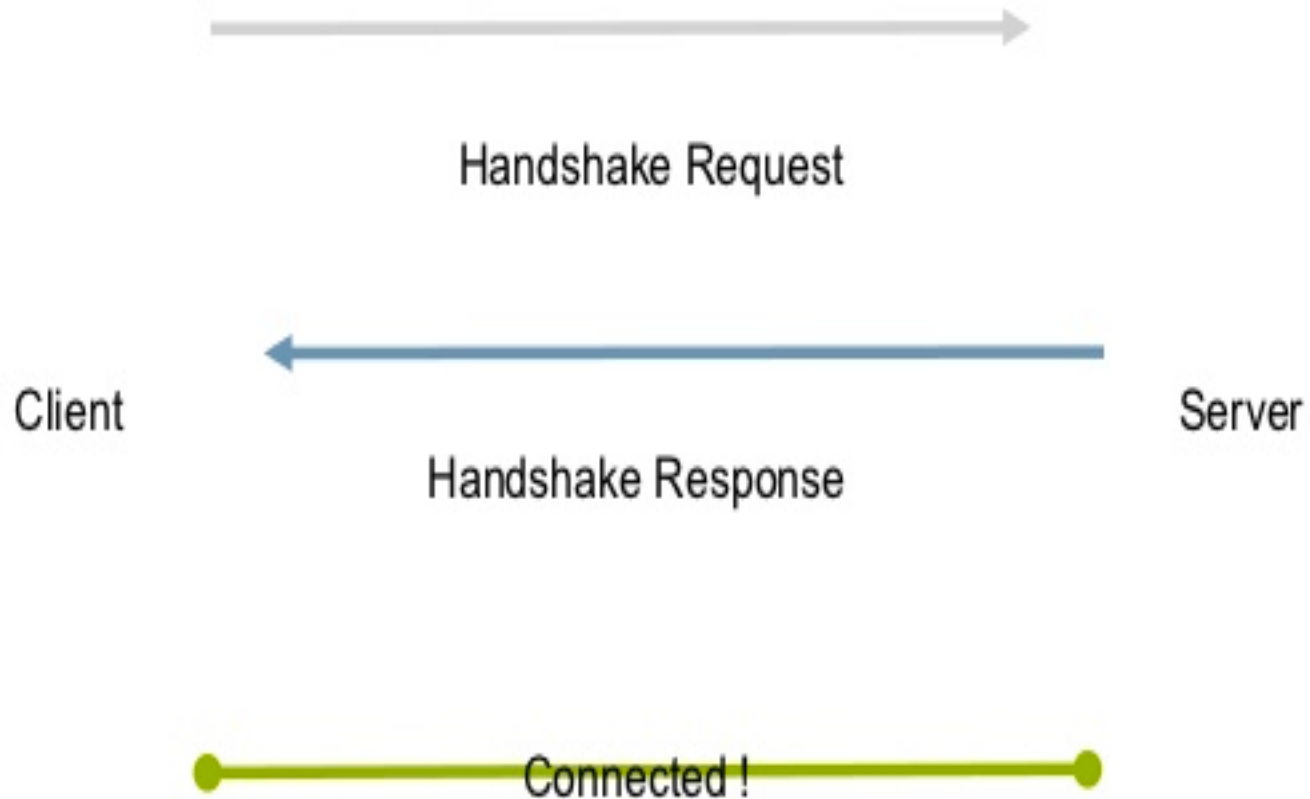 Handshake Request
Client
Server
Handshake Response
Connected !